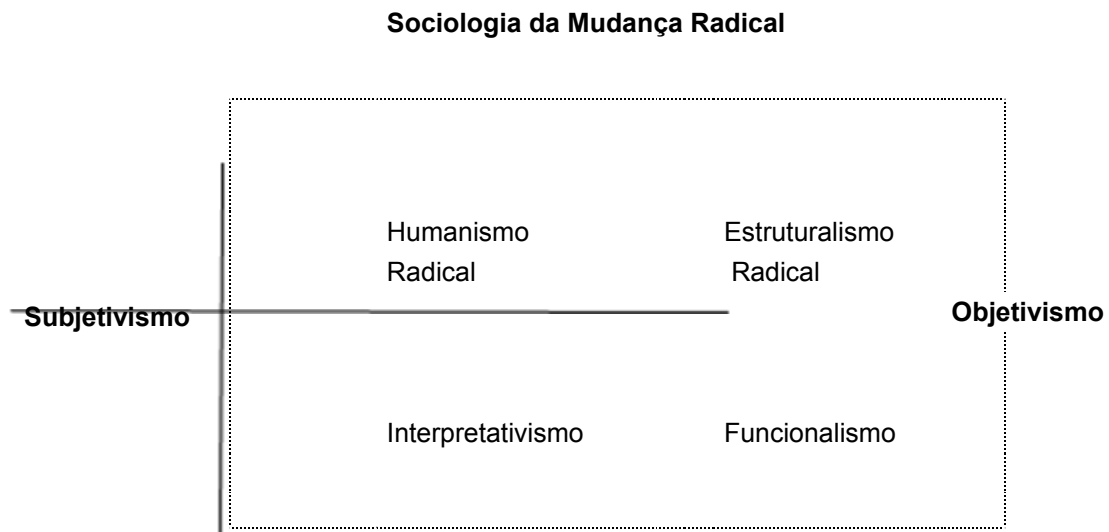 Sociologia da Mudança Radical
Humanismo
Radical
Estruturalismo
Radical
Subjetivismo
Objetivismo
Interpretativismo
Funcionalismo